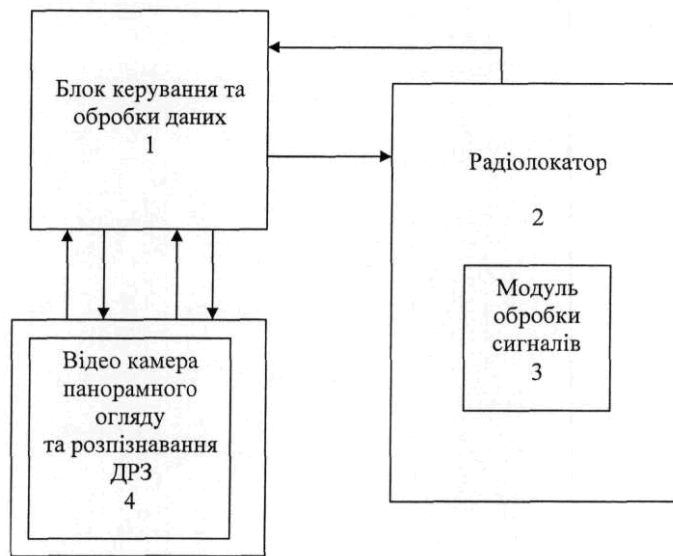 Блок керування та
обробки даних
1
Радіолокатор
2
Модуль
обробки
сигналів
3
Відео камера
панорамного
огляду
та розпізнавання
ДРЗ
4